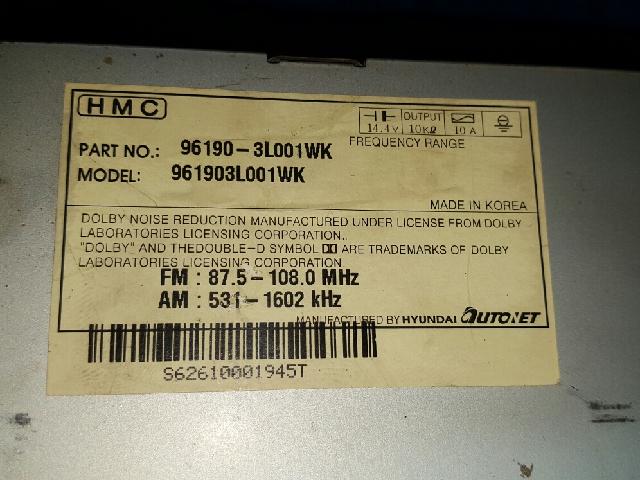 HMC
OUTPUT
14.4V 10KΩ 10A
FREQUENCY RANGE
PART NO.: 96190-3L001WK
MODEL: 961903L001WK
MADE IN KOREA
DOLBY NOISE REDUCTION MANUFACTURED UNDER LICENSE FROM DOLBY
LABORATORIES LICENSING CORPORATION..
"DOLBY" AND THEDOUBLE-D SYMBOL ARE TRADEMARKS OF DOLBY
LABORATORIES LICENSING CORPORATION
FM : 87.5-108.0 MHz
AM : 531-1602 kHz
MANUFACTURED BY HYUNDAI AUTONET
S62610001945T